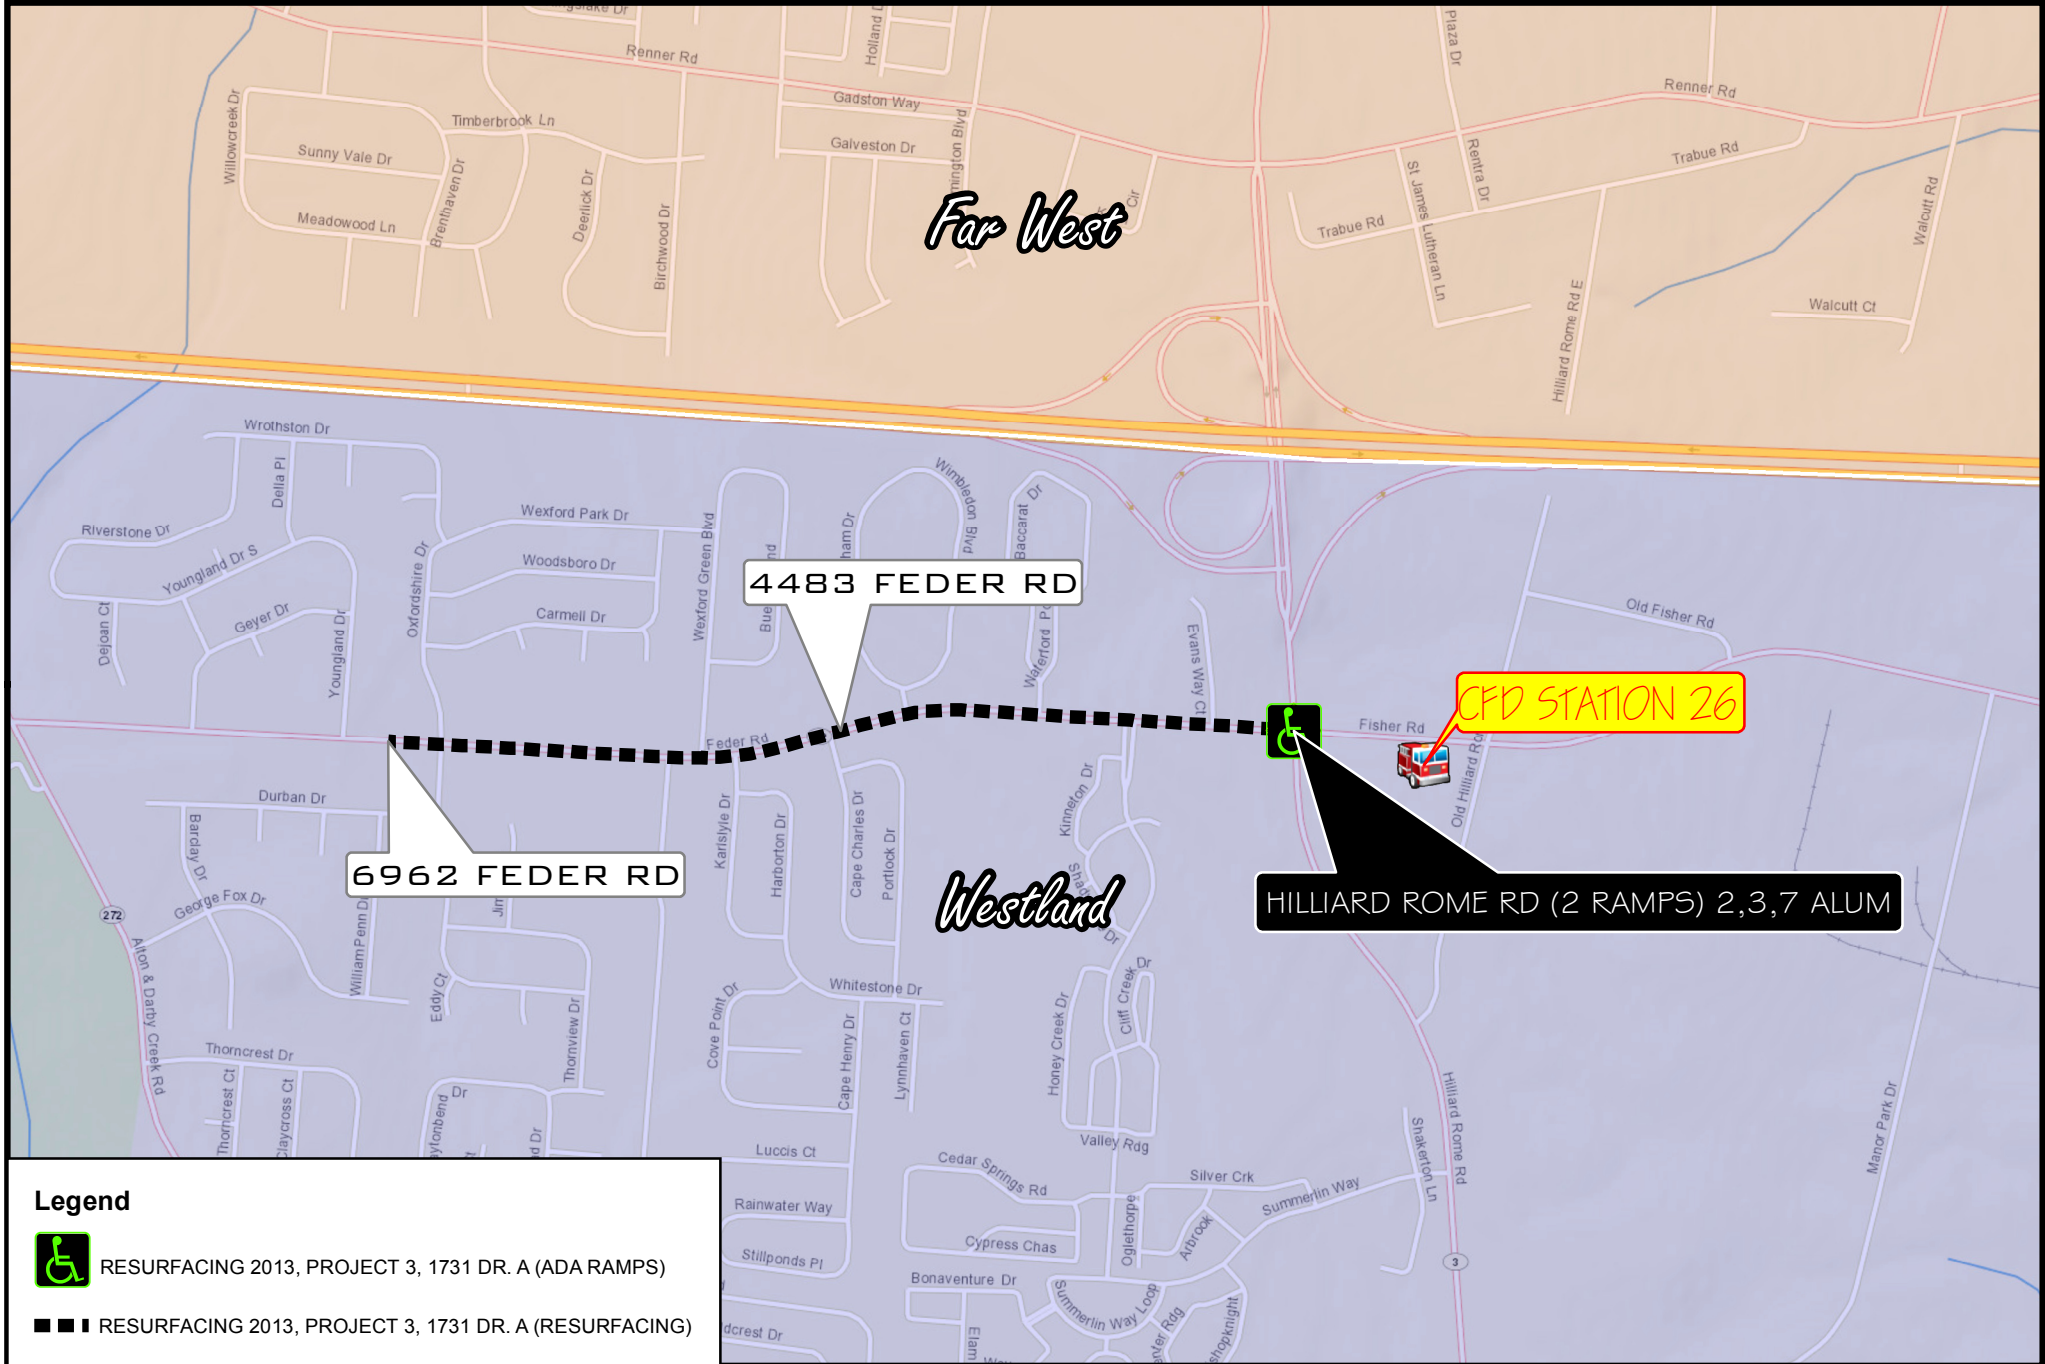 Renner Rd
Holland
Plaza Dr
Renner Rd
Gadston Way
Willowcreek Dr
Timberbrook Ln
Galveston Dr
Sunny Vale Dr
Brenthaven Dr
Deerlick Dr
Birchwood Dr
Meadowood Ln
Far West
Cir
Rentra Dr
Trabue Rd
St James Lutheran Ln
Trabue Rd
Walcutt Rd
Hilliard Rome Rd E
Walcutt Ct
Wrothston Dr
Della Pl
Riverstone Dr
Youngland Dr S
Wexford Park Dr
Woodsboro Dr
Oxfordshire Dr
Wexford Green Blvd
Wimbledon Blvd
Baccarat Dr
4483 FEDER RD
Dejoan Ct
Geyer Dr
Youngland Dr
Carmell Dr
Waterford
Evans Way Ct
Old Fisher Rd
CFD STATION 26
Fisher Rd
Feder Rd
Old Hilliard
6962 FEDER RD
Durban Dr
Barclay Dr
George Fox Dr
William Penn Dr
Karlslyle Dr
Harborton Dr
Cape Charles Dr
Portlock Dr
Kinneton Dr
Westland
HILLIARD ROME RD (2 RAMPS) 2,3,7 ALUM
272
Alton & Darby Creek Rd
Eddy Ct
Thornview Dr
Cove Point Dr
Whitestone Dr
Cape Henry Dr
Lynnhaven Ct
Honey Creek Dr
Cliff Creek Dr
Thorncrest Dr
Thorncrest Ct
Claycross Ct
Dr
Valley Rdg
Hilliard Rome Rd
Shakerton Ln
Manor Park Dr
Luccis Ct
Cedar Springs Rd
Silver Crk
Summerlin Way
Rainwater Way
Oglethorpe
Arbrook
Cypress Chas
Stillponds Pl
Bonaventure Dr
Summerlin Way Loop
3
Elam
Legend
RESURFACING 2013, PROJECT 3, 1731 DR. A (ADA RAMPS)
RESURFACING 2013, PROJECT 3, 1731 DR. A (RESURFACING)